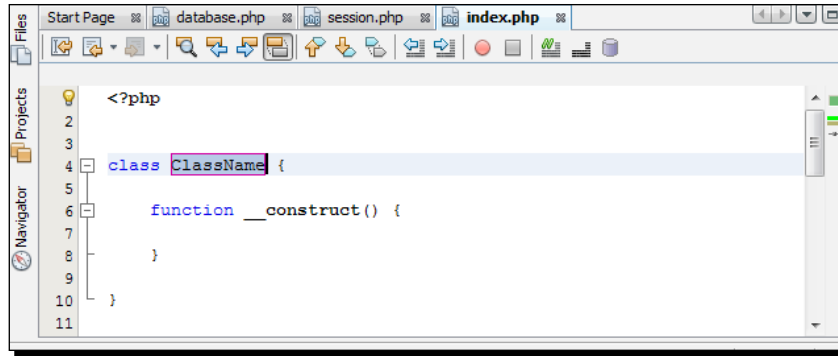 Files
Projects
Navigator
Start Page database.php session.php index.php
<?php
2
3
4 class ClassName {
5
6 function __construct() {
7
8 }
9
10 }
11